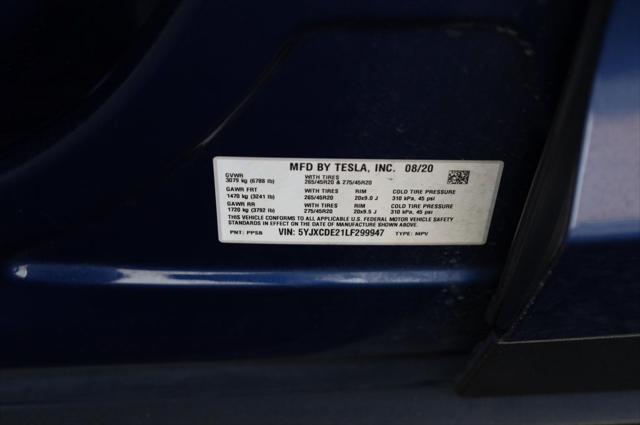 MFD BY TESLA, INC. 08/20
GVWR WITH TIRES
3079 kg (6788 lb) 265/45R20 & 275/45R20
GAWR FRT WITH TIRES RIM COLD TIRE PRESSURE
1470 kg (3241 lb) 265/45R20 20x9.0 J 310 kPa, 45 psi
GAWR RR WITH TIRES RIM COLD TIRE PRESSURE
1720 kg (3792 lb) 275/45R20 20x9.5 J 310 kPa, 45 psi
THIS VEHICLE CONFORMS TO ALL APPLICABLE U.S. FEDERAL MOTOR VEHICLE SAFETY
STANDARDS IN EFFECT ON DATE OF MANUFACTURE SHOWN ABOVE.
PNT: PPSB VIN: 5YJXCDE21LF299947 TYPE: MPV